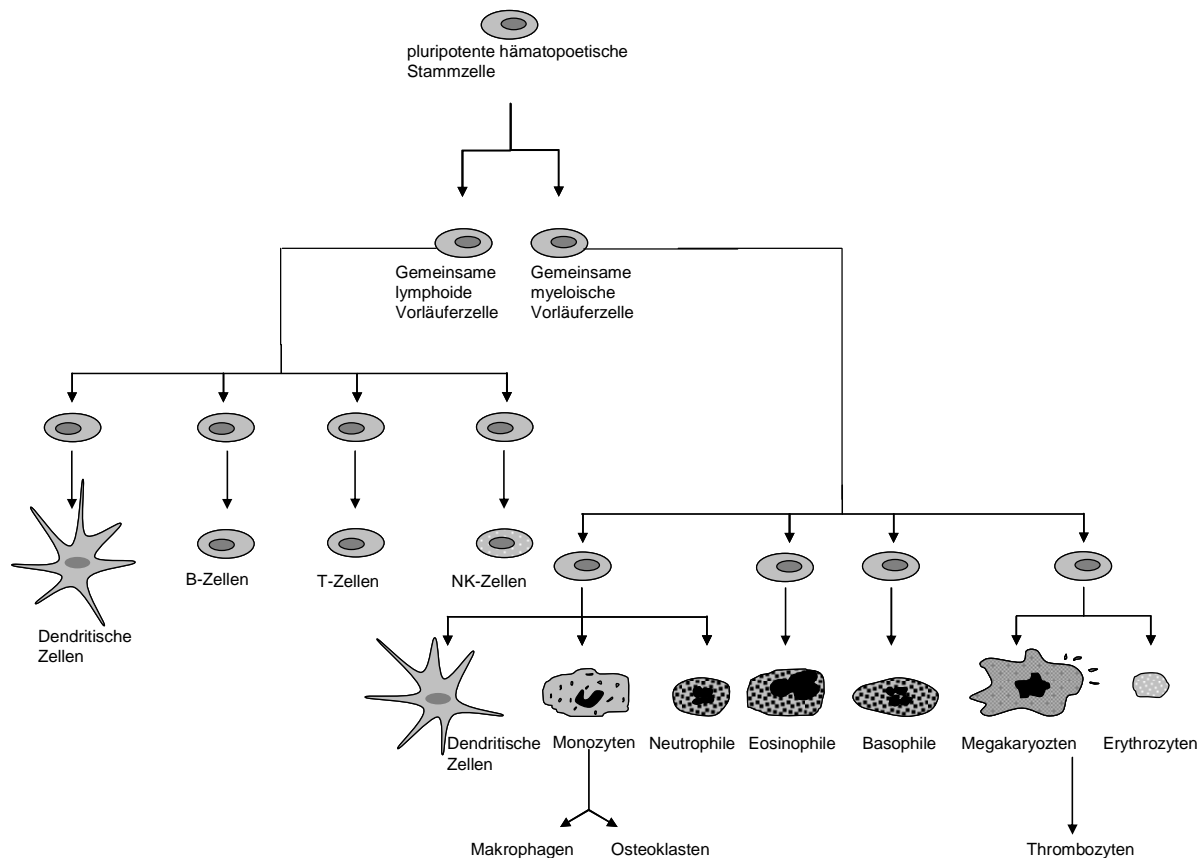 pluripotente hämatopoetische
Stammzelle
Gemeinsame
lymphoide
Vorläuferzelle
Gemeinsame
myeloische
Vorläuferzelle
B-Zellen
T-Zellen
NK-Zellen
Dendritische
Zellen
Dendritische
Zellen
Monozyten
Neutrophile
Eosinophile
Basophile
Megakaryozten
Erythrozyten
Makrophagen
Osteoklasten
Thrombozyten